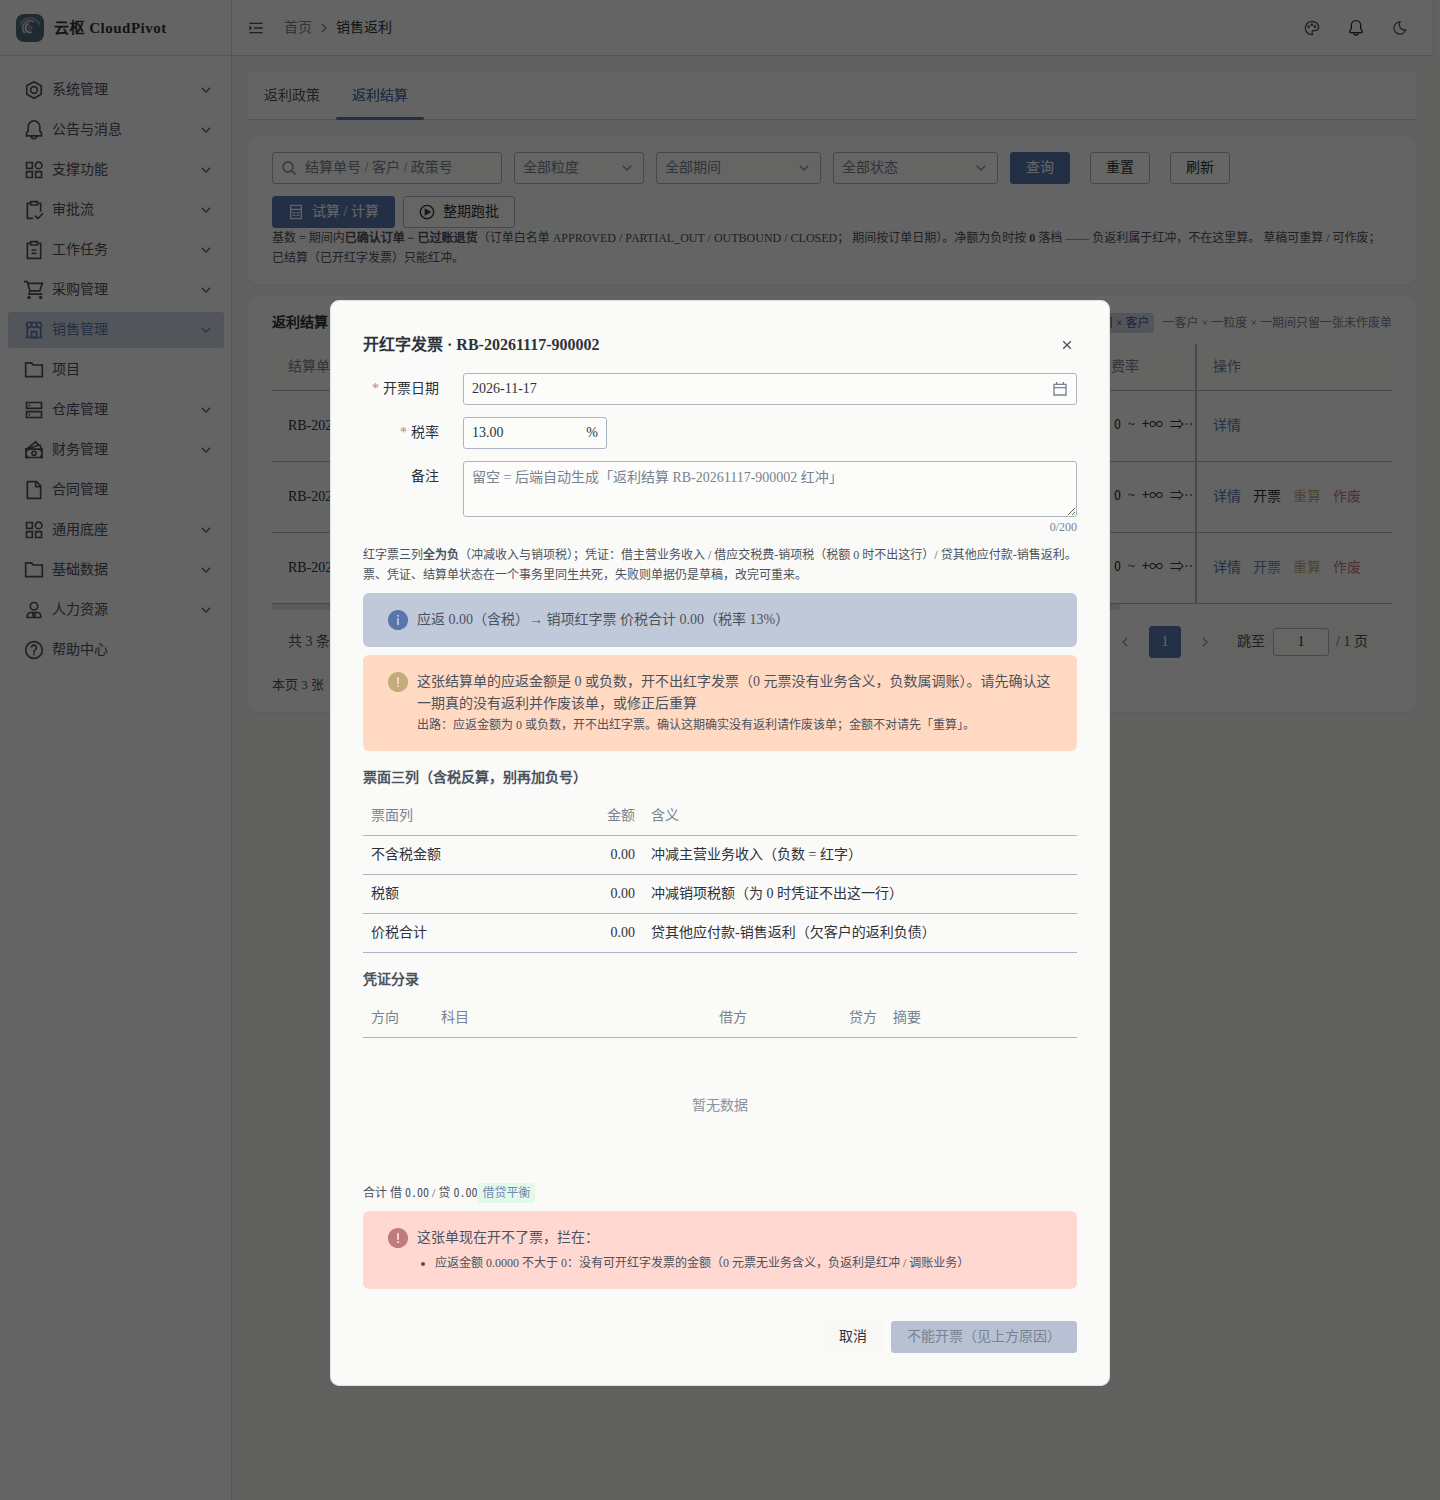 云枢 CloudPivot
首页 > 销售返利
系统管理
公告与消息
支撑功能
审批流
工作任务
采购管理
销售管理
项目
仓库管理
财务管理
合同管理
通用底座
基础数据
人力资源
帮助中心
返利政策 返利结算
结算单号 / 客户 / 政策号 全部粒度 全部期间 全部状态 查询 重置 刷新
试算 / 计算 整期跑批
基数 = 期间内已确认订单 − 已过账退货（订单白名单 APPROVED / PARTIAL_OUT / OUTBOUND / CLOSED； 期间按订单日期）。净额为负时按 0 落档 —— 负返利属于红冲，不在这里算。 草稿可重算 / 可作废；
已结算（已开红字发票）只能红冲。
返利结算 × 客户 一客户 × 一粒度 × 一期间只留一张未作废单
结算单 费率 操作
RB-202 0 ~ +∞ ⇒·· 详情
RB-202 0 ~ +∞ ⇒·· 详情 开票 重算 作废
RB-202 0 ~ +∞ ⇒·· 详情 开票 重算 作废
共 3 条 1 跳至 1 / 1 页
本页 3 张
开红字发票 · RB-20261117-900002
* 开票日期 2026-11-17
* 税率 13.00 %
备注 留空 = 后端自动生成「返利结算 RB-20261117-900002 红冲」
0/200
红字票三列全为负（冲减收入与销项税）；凭证：借主营业务收入 / 借应交税费-销项税（税额 0 时不出这行）/ 贷其他应付款-销售返利。
票、凭证、结算单状态在一个事务里同生共死，失败则单据仍是草稿，改完可重来。
应返 0.00（含税）→ 销项红字票 价税合计 0.00（税率 13%）
这张结算单的应返金额是 0 或负数，开不出红字发票（0 元票没有业务含义，负数属调账）。请先确认这
一期真的没有返利并作废该单，或修正后重算
出路：应返金额为 0 或负数，开不出红字票。确认这期确实没有返利请作废该单；金额不对请先「重算」。
票面三列（含税反算，别再加负号）
票面列 金额 含义
不含税金额 0.00 冲减主营业务收入（负数 = 红字）
税额 0.00 冲减销项税额（为 0 时凭证不出这一行）
价税合计 0.00 贷其他应付款-销售返利（欠客户的返利负债）
凭证分录
方向 科目 借方 贷方 摘要
暂无数据
合计 借 0.00 / 贷 0.00 借贷平衡
这张单现在开不了票，拦在：
• 应返金额 0.0000 不大于 0：没有可开红字发票的金额（0 元票无业务含义，负返利是红冲 / 调账业务）
取消 不能开票（见上方原因）